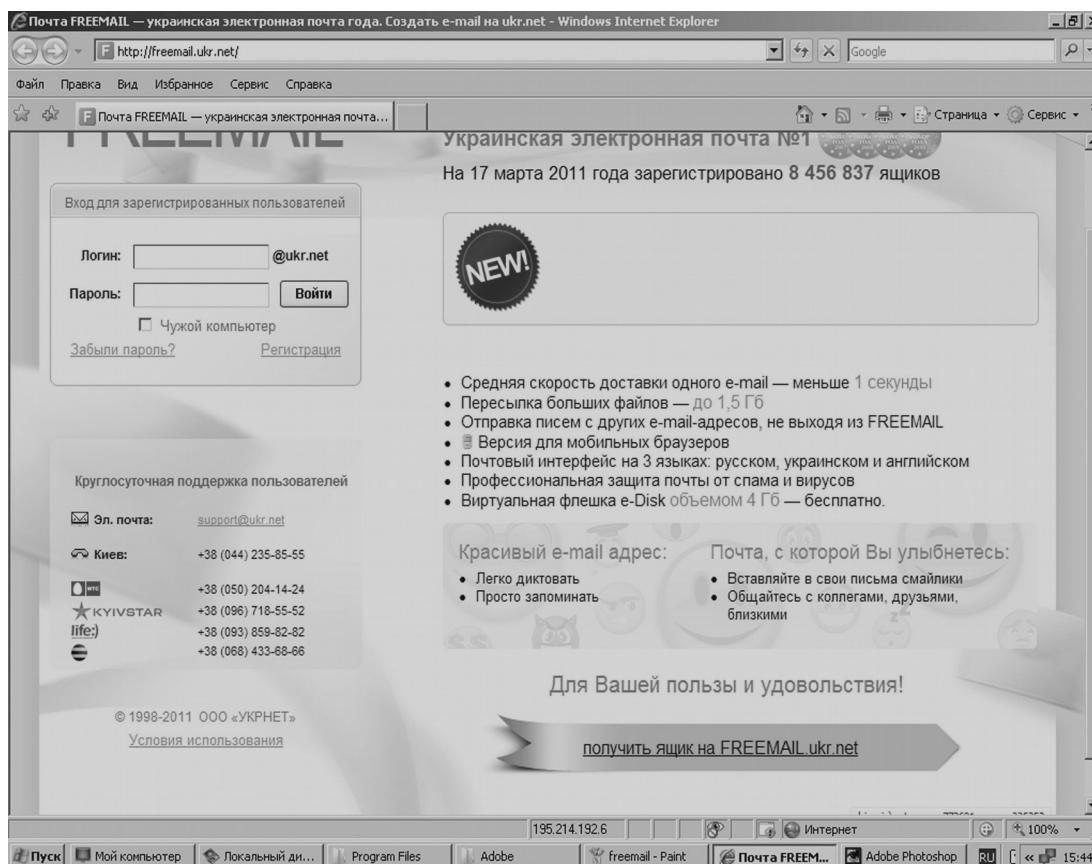 Почта FREEMAIL — украинская электронная почта года. Создать e-mail на ukr.net - Windows Internet Explorer
http://freemail.ukr.net/
Google
Файл Правка Вид Избранное Сервис Справка
Почта FREEMAIL — украинская электронная почта...
Страница Сервис
FREEMAIL
Украинская электронная почта №1
На 17 марта 2011 года зарегистрировано 8 456 837 ящиков
Вход для зарегистрированных пользователей
Логин: @ukr.net
Пароль: Войти
Чужой компьютер
Забыли пароль? Регистрация
NEW!
• Средняя скорость доставки одного e-mail — меньше 1 секунды
• Пересылка больших файлов — до 1,5 Гб
• Отправка писем с других e-mail-адресов, не выходя из FREEMAIL
• Версия для мобильных браузеров
• Почтовый интерфейс на 3 языках: русском, украинском и английском
• Профессиональная защита почты от спама и вирусов
• Виртуальная флешка e-Disk объемом 4 Гб — бесплатно.
Круглосуточная поддержка пользователей
Эл. почта: support@ukr.net
Киев: +38 (044) 235-85-55
МТС +38 (050) 204-14-24
KYIVSTAR +38 (096) 718-55-52
life:) +38 (093) 859-82-82
+38 (068) 433-68-66
Красивый e-mail адрес:
• Легко диктовать
• Просто запоминать
Почта, с которой Вы улыбнетесь:
• Вставляйте в свои письма смайлики
• Общайтесь с коллегами, друзьями,
близкими
Для Вашей пользы и удовольствия!
получить ящик на FREEMAIL.ukr.net
© 1998-2011 ООО «УКРНЕТ»
Условия использования
195.214.192.6 Интернет 100%
Пуск Мой компьютер Локальный ди... Program Files Adobe freemail - Paint Почта FREEM... Adobe Photoshop RU 15:44